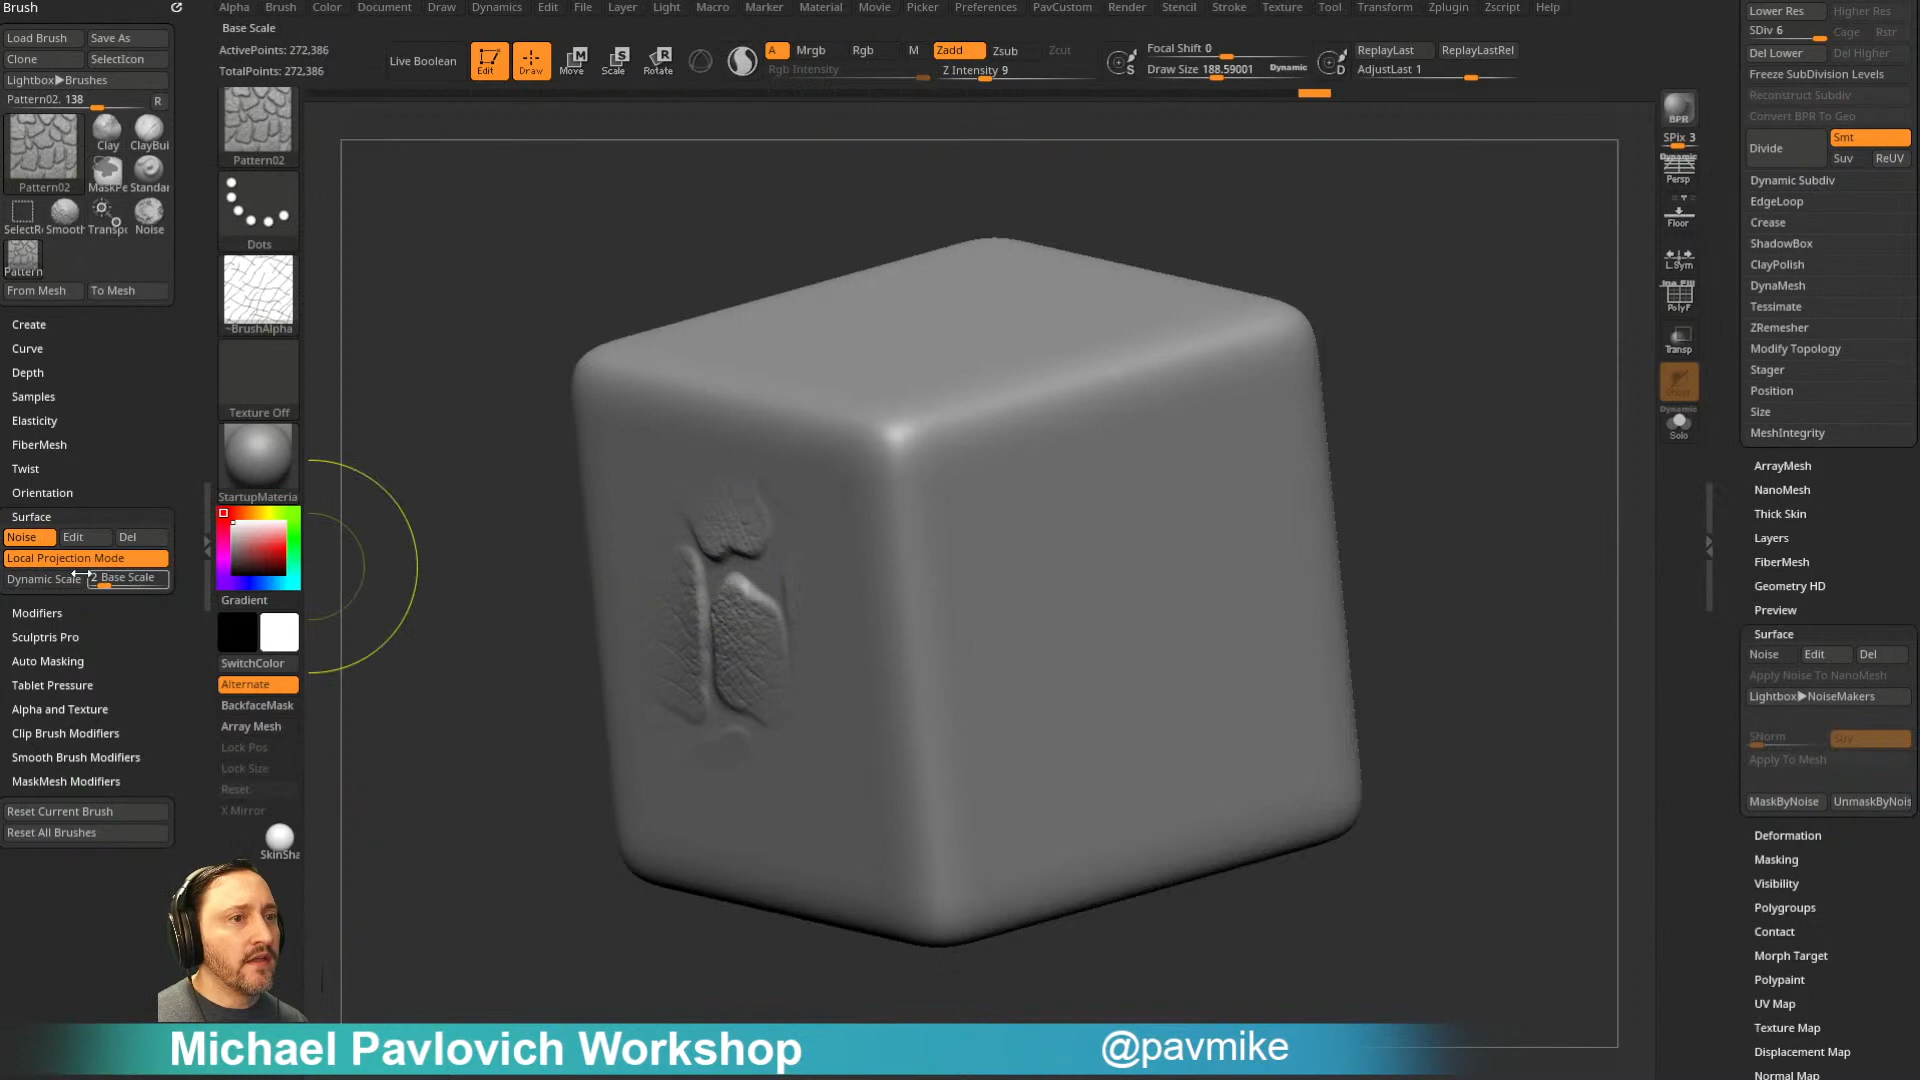 Brush
Load Brush Save As
Clone SelectIcon
Lightbox▶Brushes
Pattern02. 138 R
Clay ClayBui
Pattern02 MaskPe Standar
SelectRe Smooth Transpo Noise
Pattern
From Mesh To Mesh
Create
Curve
Depth
Samples
Elasticity
FiberMesh
Twist
Orientation
Surface
Noise Edit Del
Local Projection Mode
Dynamic Scale 2 Base Scale
Modifiers
Sculptris Pro
Auto Masking
Tablet Pressure
Alpha and Texture
Clip Brush Modifiers
Smooth Brush Modifiers
MaskMesh Modifiers
Reset Current Brush
Reset All Brushes
Alpha Brush Color Document Draw Dynamics Edit File Layer Light Macro Marker Material Movie Picker Preferences PavCustom Render Stencil Stroke Texture Tool Transform Zplugin Zscript Help
Base Scale
ActivePoints: 272,386
TotalPoints: 272,386
Live Boolean
Edit Draw Move Scale Rotate
A Mrgb Rgb M
Rgb Intensity
Zadd Zsub Zcut
Z Intensity 9
Focal Shift 0
Draw Size 188.59001 Dynamic
S D
ReplayLast ReplayLastRel
AdjustLast 1
Pattern02
Dots
~BrushAlpha
Texture Off
StartupMateria
Gradient
SwitchColor
Alternate
BackfaceMask
Array Mesh
Lock Pos
Lock Size
Reset
X Mirror
SkinSha
BPR
SPix 3
Dynamic
Persp
Floor
L.Sym
PolyF
Transp
Ghost
Dynamic
Solo
Lower Res Higher Res
SDiv 6 Cage Rstr
Del Lower Del Higher
Freeze SubDivision Levels
Reconstruct Subdiv
Convert BPR To Geo
Divide Smt
Suv ReUV
Dynamic Subdiv
EdgeLoop
Crease
ShadowBox
ClayPolish
DynaMesh
Tessimate
ZRemesher
Modify Topology
Stager
Position
Size
MeshIntegrity
ArrayMesh
NanoMesh
Thick Skin
Layers
FiberMesh
Geometry HD
Preview
Surface
Noise Edit Del
Apply Noise To NanoMesh
Lightbox▶NoiseMakers
SNorm Suv
Apply To Mesh
MaskByNoise UnmaskByNois
Deformation
Masking
Visibility
Polygroups
Contact
Morph Target
Polypaint
UV Map
Texture Map
Displacement Map
Normal Map
Michael Pavlovich Workshop
@pavmike